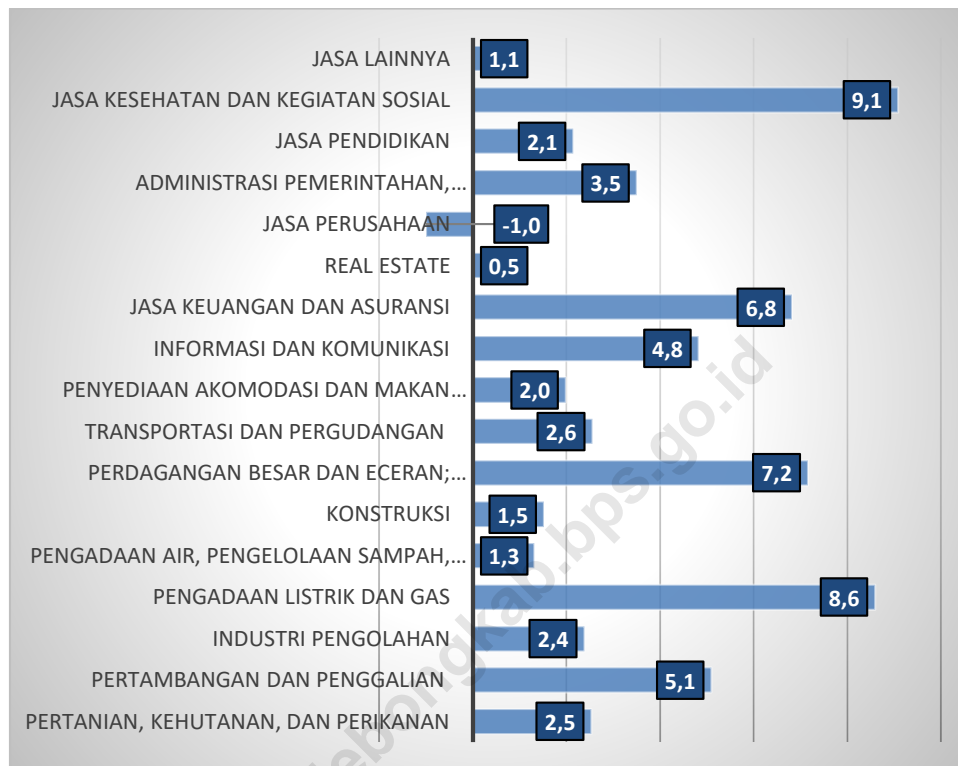 JASA LAINNYA 1,1
JASA KESEHATAN DAN KEGIATAN SOSIAL 9,1
JASA PENDIDIKAN 2,1
ADMINISTRASI PEMERINTAHAN,... 3,5
JASA PERUSAHAAN -1,0
REAL ESTATE 0,5
JASA KEUANGAN DAN ASURANSI 6,8
INFORMASI DAN KOMUNIKASI 4,8
PENYEDIAAN AKOMODASI DAN MAKAN... 2,0
TRANSPORTASI DAN PERGUDANGAN 2,6
PERDAGANGAN BESAR DAN ECERAN;... 7,2
KONSTRUKSI 1,5
PENGADAAN AIR, PENGELOLAAN SAMPAH,... 1,3
PENGADAAN LISTRIK DAN GAS 8,6
INDUSTRI PENGOLAHAN 2,4
PERTAMBANGAN DAN PENGGALIAN 5,1
PERTANIAN, KEHUTANAN, DAN PERIKANAN 2,5
lebongkab.bps.go.id